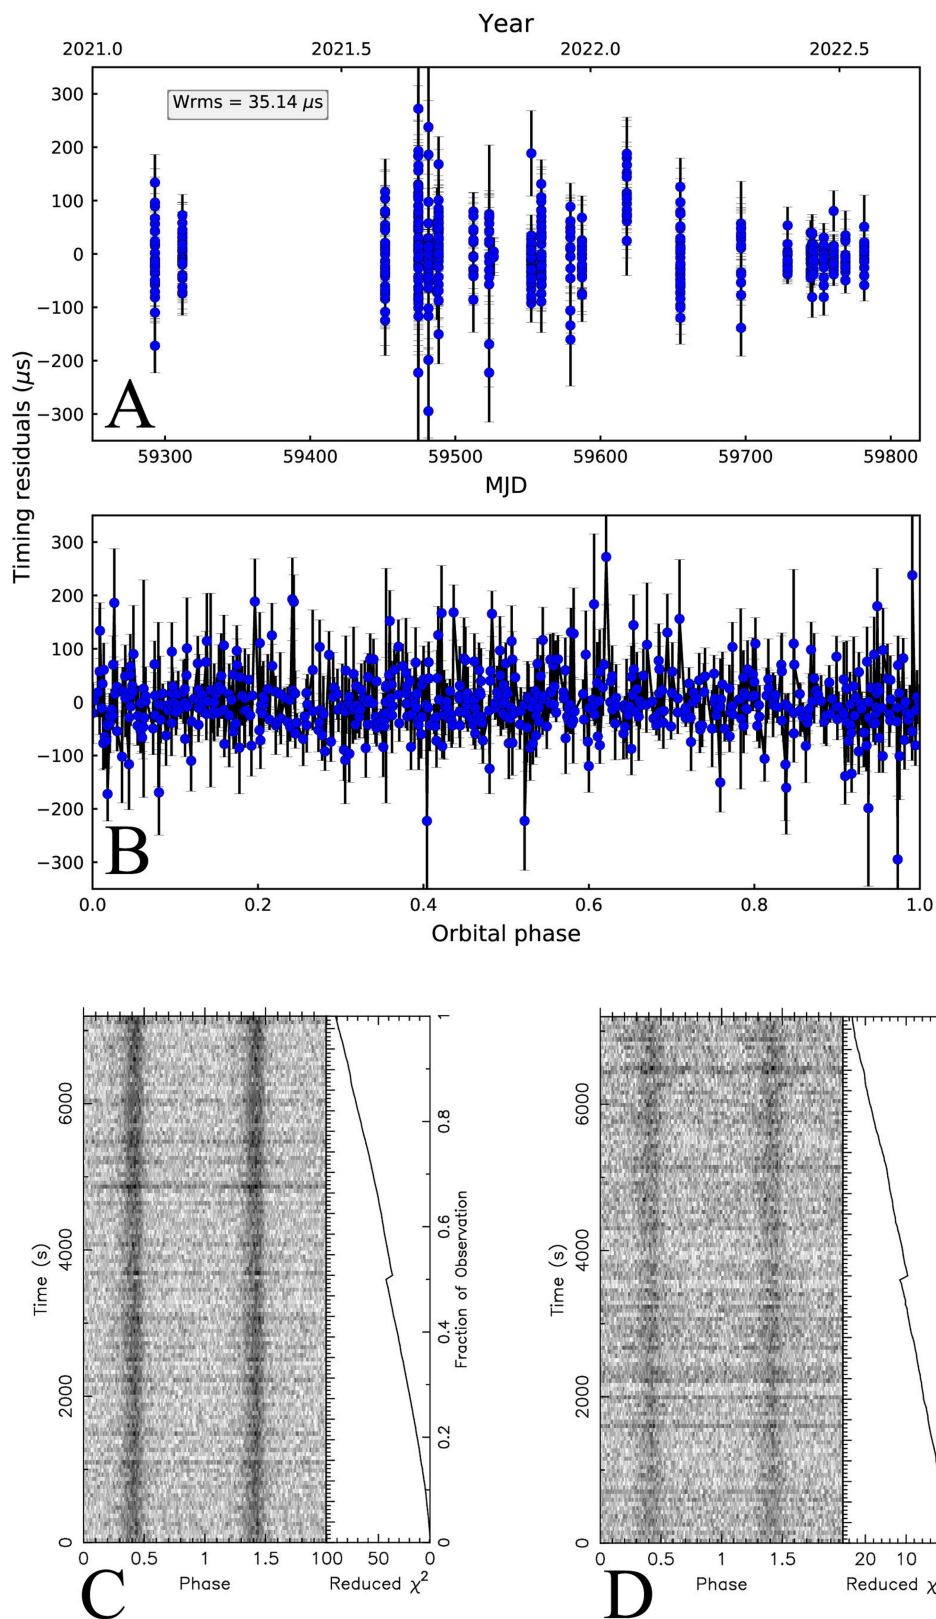 Year
2021.0 2021.5 2022.0 2022.5
Wrms = 35.14 μs
300
200
100
0
−100
−200
−300
A
59300 59400 59500 59600 59700 59800
MJD
Timing residuals (μs)
300
200
100
0
−100
−200
−300
B
0.0 0.2 0.4 0.6 0.8 1.0
Orbital phase
Time (s)
0 2000 4000 6000
0 0.5 1 1.5
Phase
100 50 0
Reduced χ²
0.2 0.4 0.6 0.8 1
Fraction of Observation
C
Time (s)
0 2000 4000 6000
0 0.5 1 1.5
Phase
20 10
Reduced χ
D